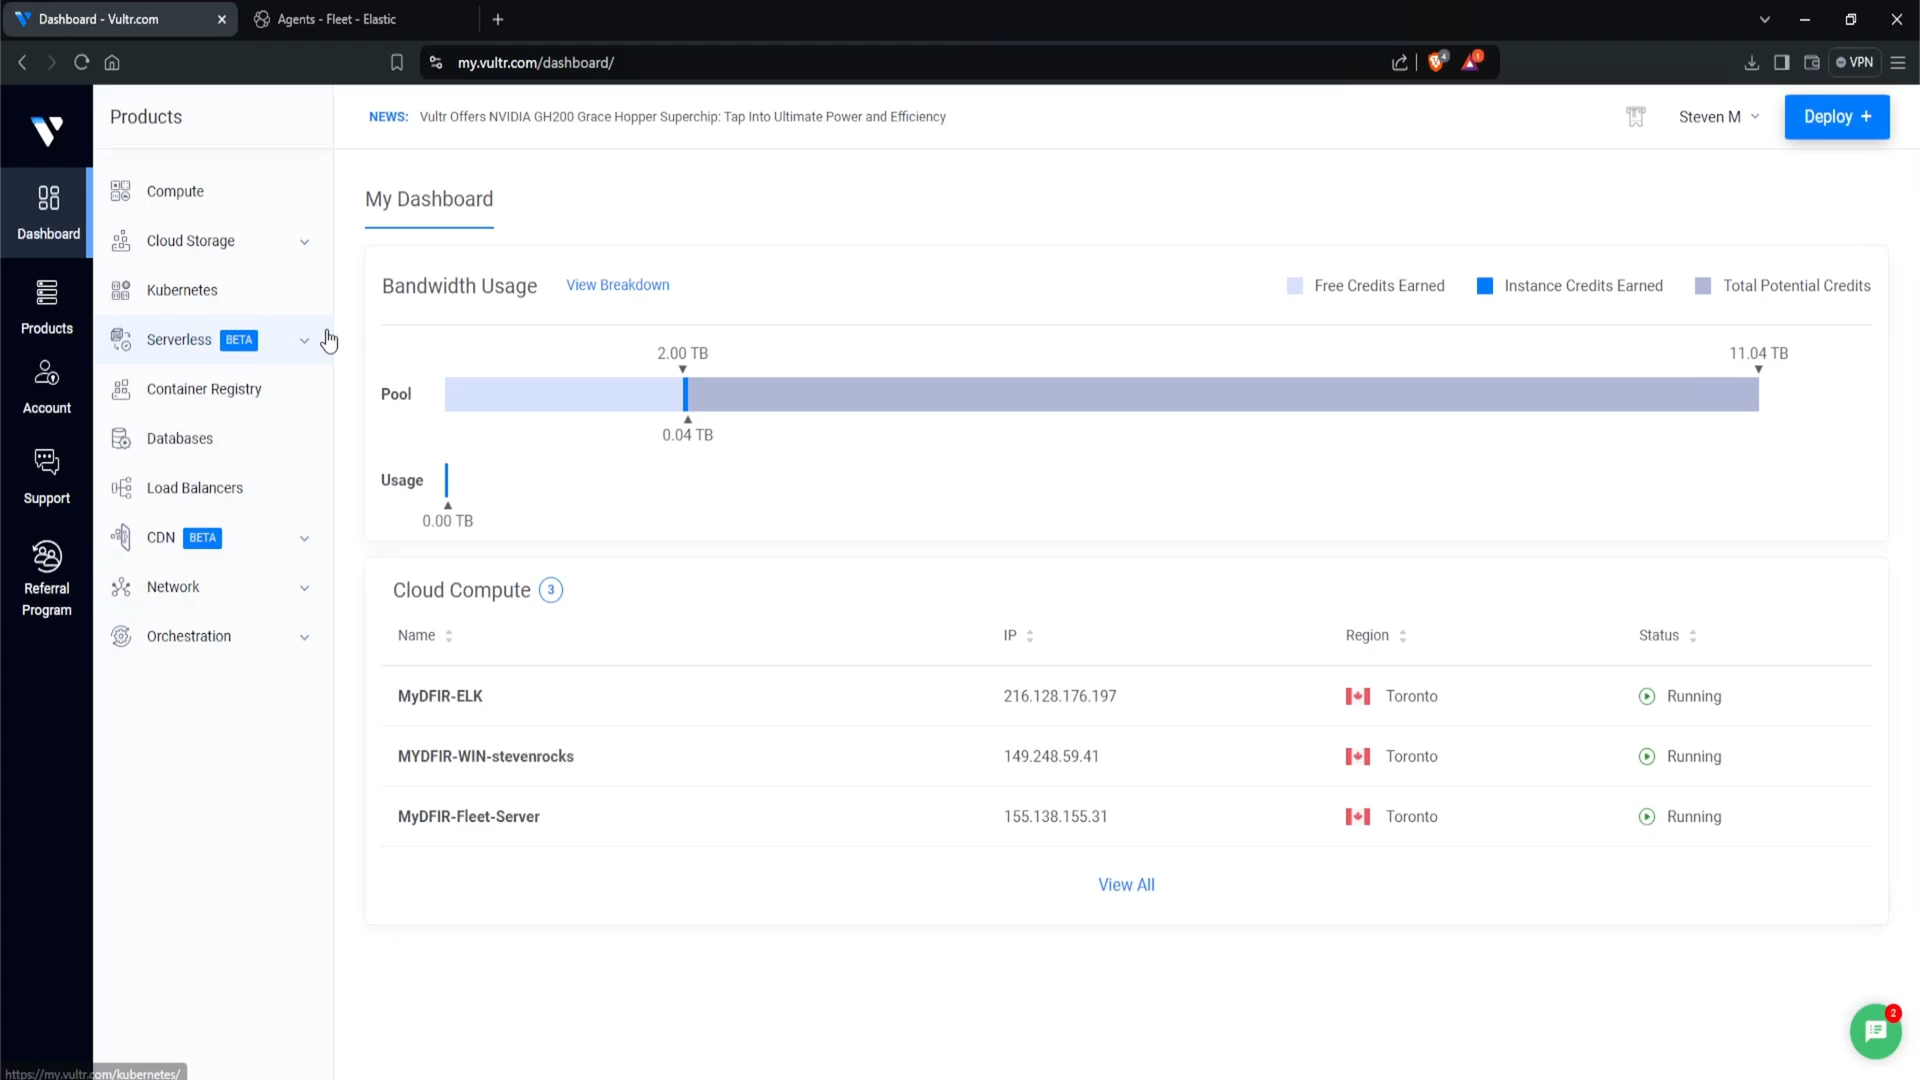 Dashboard - Vultr.com
Agents - Fleet - Elastic
my.vultr.com/dashboard/
4
1
VPN
Products
NEWS: Vultr Offers NVIDIA GH200 Grace Hopper Superchip: Tap Into Ultimate Power and Efficiency
Steven M
Deploy +
Dashboard
Products
Account
Support
Referral
Program
Compute
Cloud Storage
Kubernetes
Serverless BETA
Container Registry
Databases
Load Balancers
CDN BETA
Network
Orchestration
My Dashboard
Bandwidth Usage
View Breakdown
Free Credits Earned
Instance Credits Earned
Total Potential Credits
2.00 TB
11.04 TB
Pool
0.04 TB
Usage
0.00 TB
Cloud Compute 3
Name IP Region Status
MyDFIR-ELK 216.128.176.197 Toronto Running
MYDFIR-WIN-stevenrocks 149.248.59.41 Toronto Running
MyDFIR-Fleet-Server 155.138.155.31 Toronto Running
View All
2
https://my.vultr.com/kubernetes/